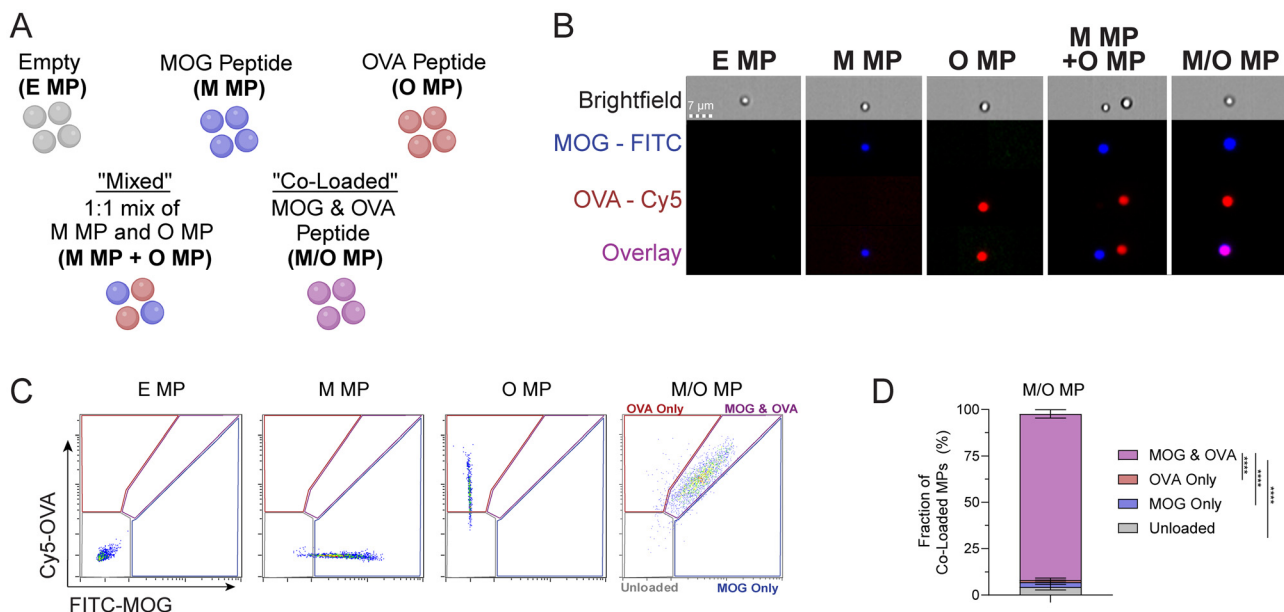 A
Empty
(E MP)
MOG Peptide
(M MP)
OVA Peptide
(O MP)
"Mixed"
1:1 mix of
M MP and O MP
(M MP + O MP)
"Co-Loaded"
MOG & OVA
Peptide
(M/O MP)
B
E MP
M MP
O MP
M MP
+O MP
M/O MP
Brightfield
7 µm
MOG - FITC
OVA - Cy5
Overlay
C
E MP
M MP
O MP
M/O MP
OVA Only
MOG & OVA
Unloaded
MOG Only
Cy5-OVA
FITC-MOG
D
M/O MP
Fraction of
Co-Loaded MPs (%)
100
75
50
25
0
MOG & OVA
OVA Only
MOG Only
Unloaded
****
****
****